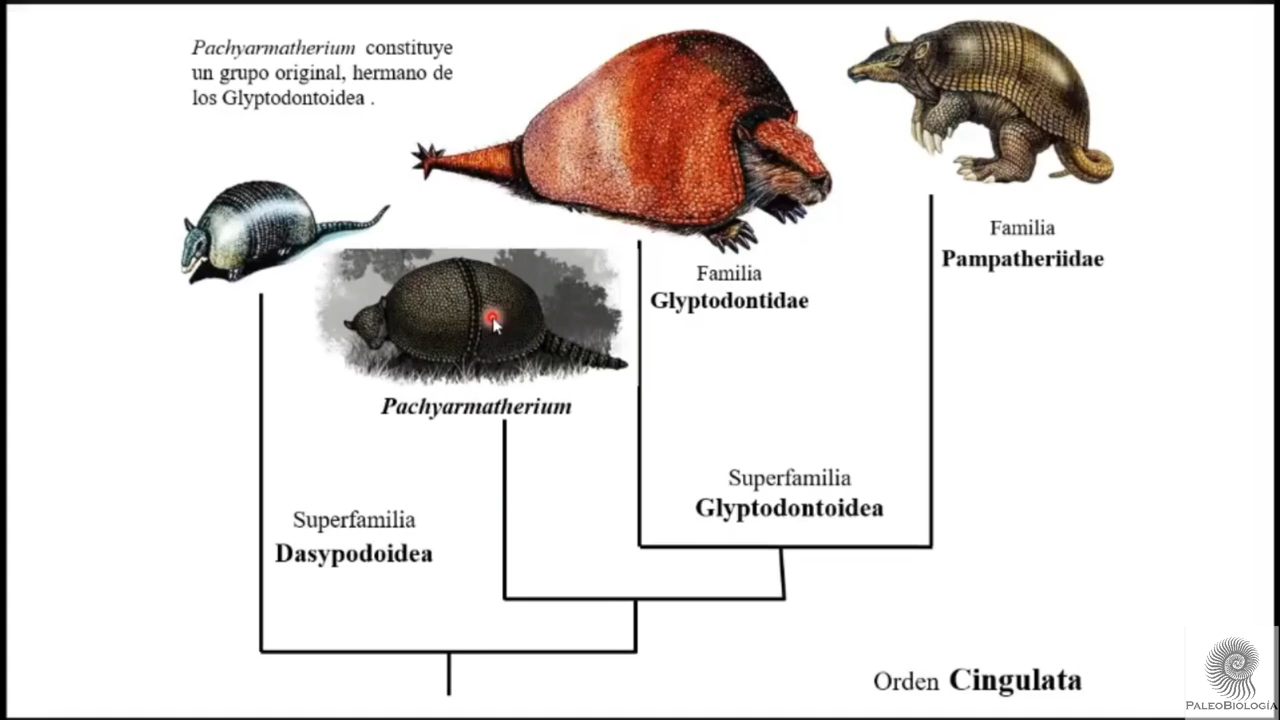 Pachyarmatherium constituye
un grupo original, hermano de
los Glyptodontoidea .
Familia
Pampatheriidae
Familia
Glyptodontidae
Pachyarmatherium
Superfamilia
Glyptodontoidea
Superfamilia
Dasypodoidea
Orden Cingulata
PALEOBIOLOGÍA